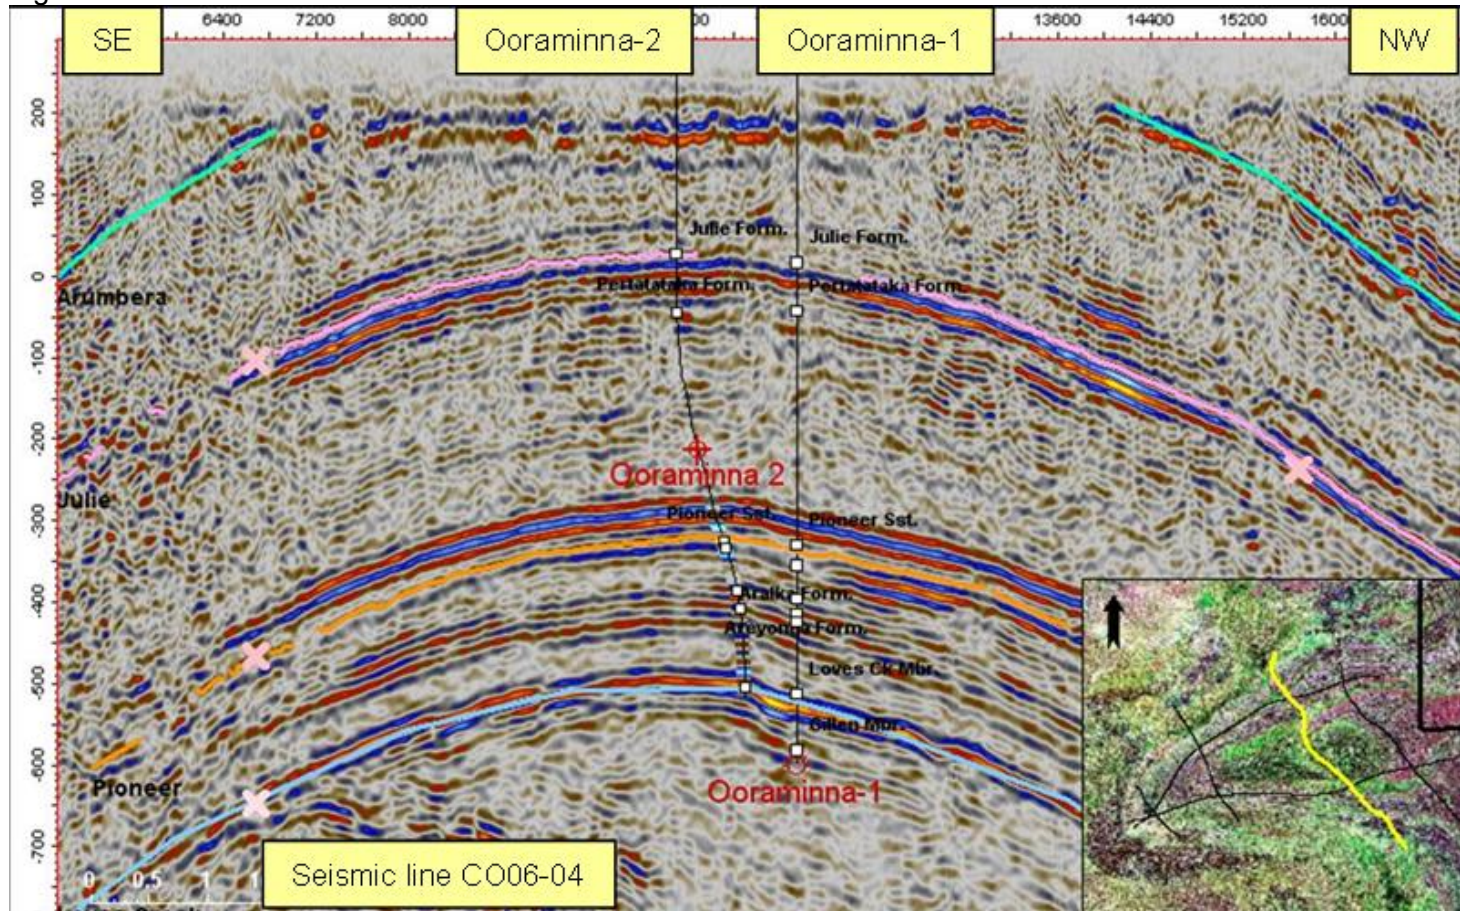 6400 7200 8000 13600 14400 15200
SE
Ooraminna-2
Ooraminna-1
NW
200
100
0
-100
-200
-300
-400
-500
-600
-700
Julie Form.
Julie Form.
Pertatataka Form.
Pertatataka Form.
Arumbera
Julie
Ooraminna 2
Pioneer Sst.
Pioneer Sst.
Aralka Form.
Areyonga Form.
Loves Ck Mbr.
Gillen Mbr.
Ooraminna-1
Pioneer
0 0.5 1
Seismic line CO06-04